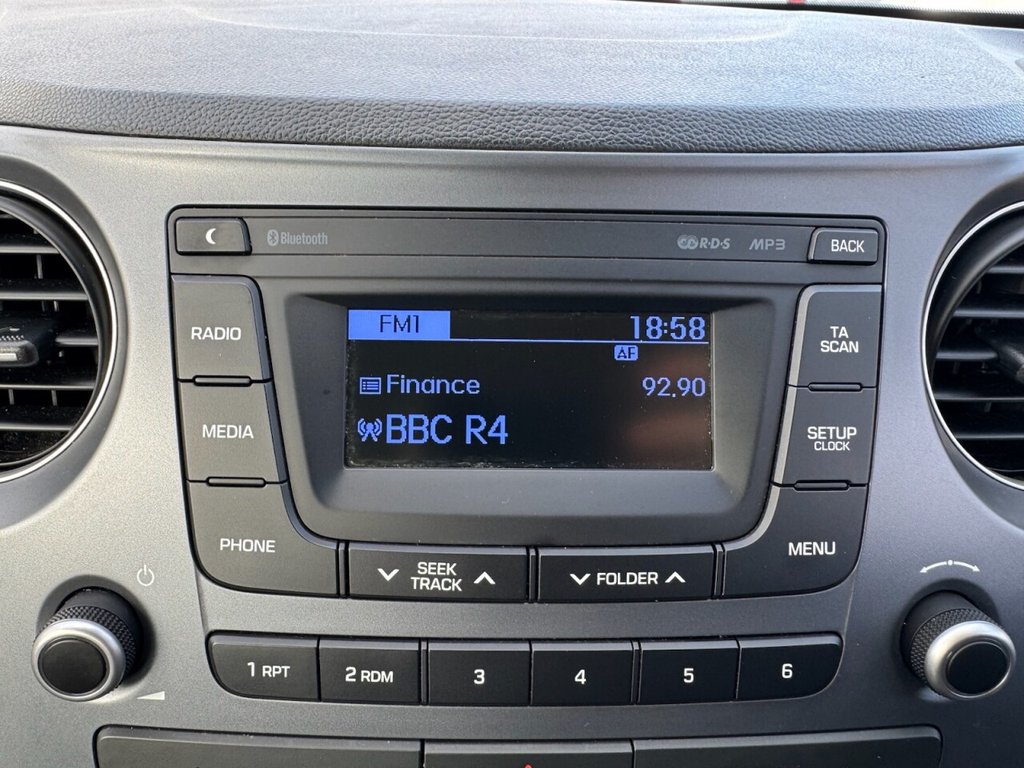 Bluetooth
R·D·S MP3 BACK
RADIO
FM1 18:58
AF
TA
SCAN
Finance 92.90
MEDIA
BBC R4
SETUP
CLOCK
PHONE
SEEK
TRACK
FOLDER
MENU
1 RPT
2 RDM
3
4
5
6